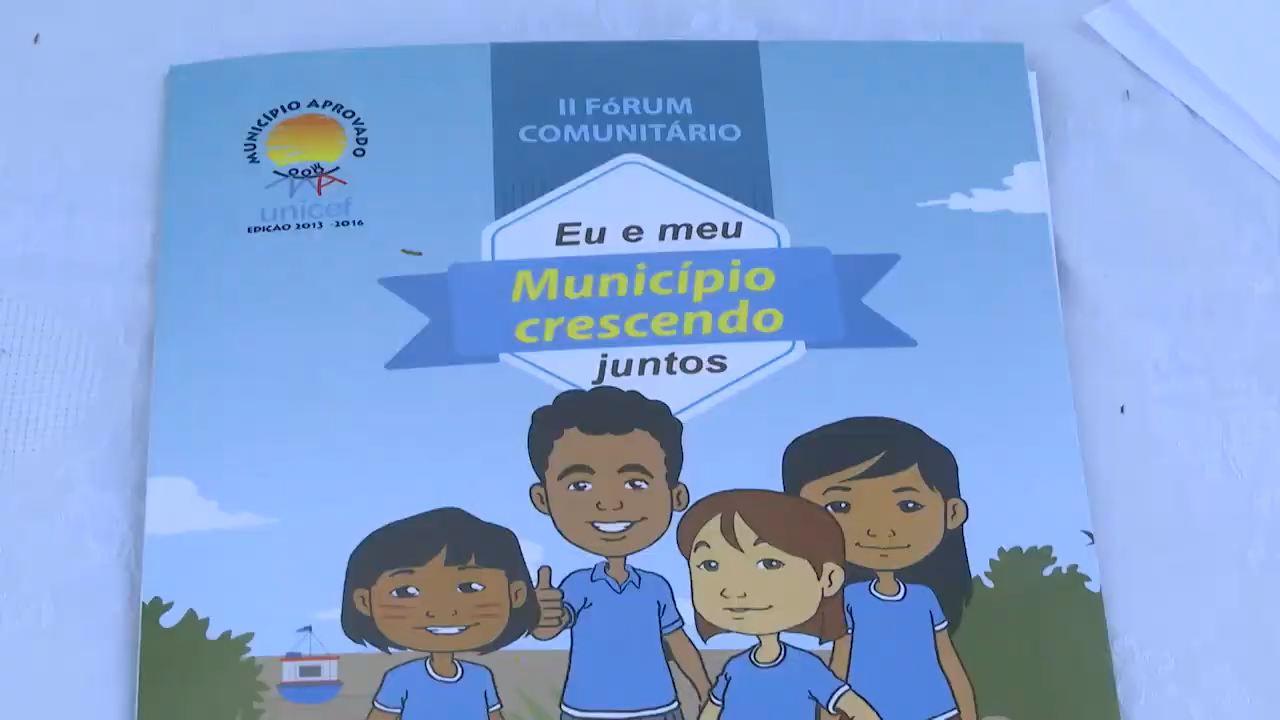 MUNICÍPIO APROVADO
unicef
EDIÇÃO 2013 -2016
II FóRUM
COMUNITÁRIO
Eu e meu
Município
crescendo
juntos